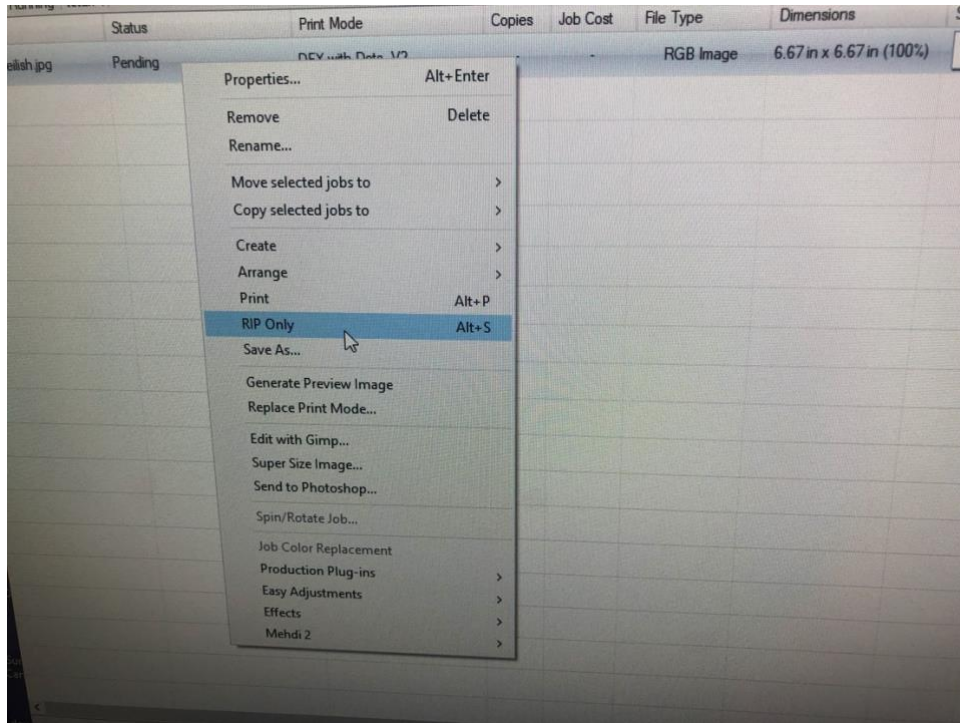 Status Print Mode Copies Job Cost File Type Dimensions
eilish.jpg Pending with V2 - - RGB Image 6.67 in x 6.67 in (100%)
Properties... Alt+Enter
Remove Delete
Rename...
Move selected jobs to >
Copy selected jobs to >
Create >
Arrange >
Print Alt+P
RIP Only Alt+S
Save As...
Generate Preview Image
Replace Print Mode...
Edit with Gimp...
Super Size Image...
Send to Photoshop...
Spin/Rotate Job...
Job Color Replacement
Production Plug-ins >
Easy Adjustments >
Effects >
Mehdi 2 >